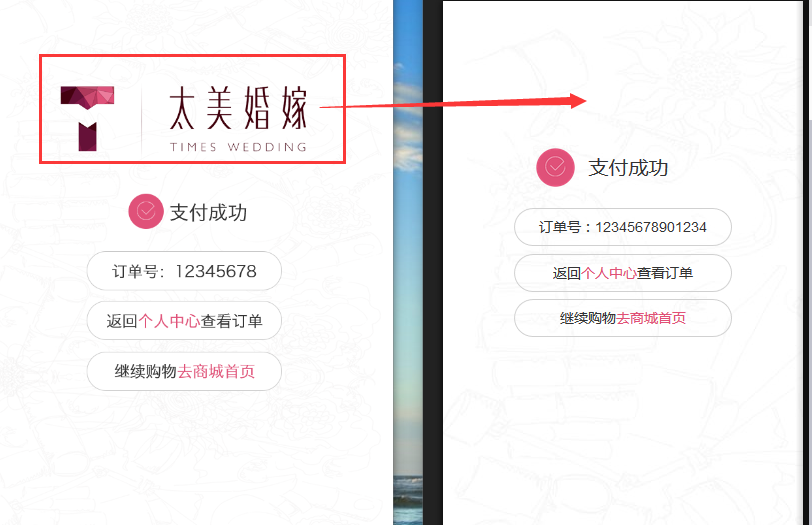 太美婚嫁
TIMES WEDDING
支付成功
订单号：12345678
返回个人中心查看订单
继续购物去商城首页
支付成功
订单号：12345678901234
返回个人中心查看订单
继续购物去商城首页